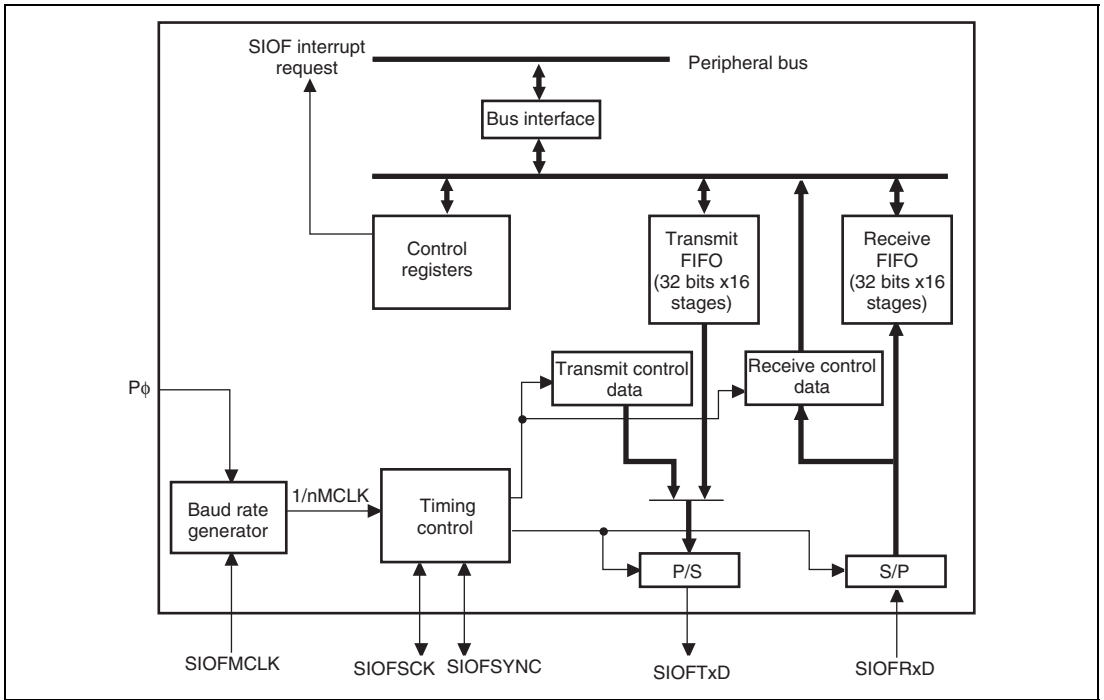 SIOF interrupt
request
Peripheral bus
Bus interface
Control
registers
Transmit
FIFO
(32 bits x16
stages)
Receive
FIFO
(32 bits x16
stages)
Transmit control
data
Receive control
data
Pϕ
Baud rate
generator
1/nMCLK
Timing
control
P/S
S/P
SIOFMCLK
SIOFSCK
SIOFSYNC
SIOFTxD
SIOFRxD